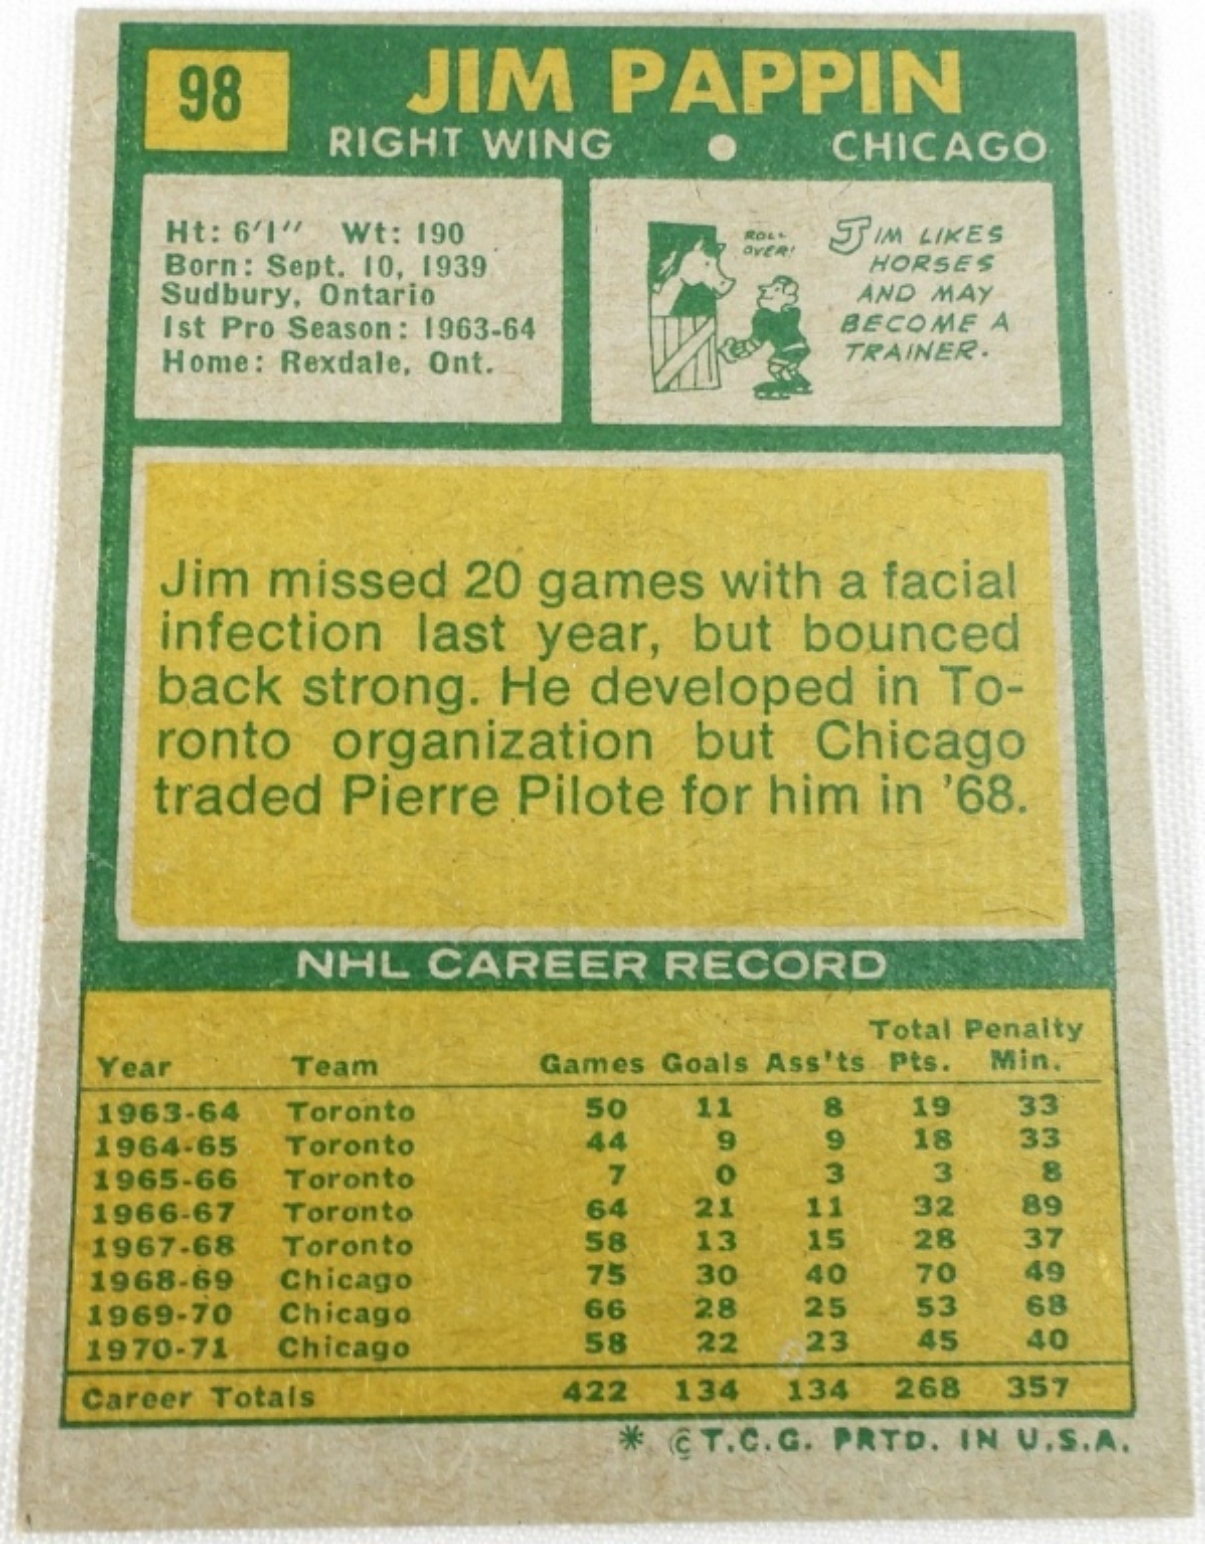 98
JIM PAPPIN
RIGHT WING • CHICAGO
Ht: 6'1" Wt: 190
Born: Sept. 10, 1939
Sudbury, Ontario
1st Pro Season: 1963-64
Home: Rexdale, Ont.
ROLL
OVER!
JIM LIKES
HORSES
AND MAY
BECOME A
TRAINER.
Jim missed 20 games with a facial
infection last year, but bounced
back strong. He developed in To-
ronto organization but Chicago
traded Pierre Pilote for him in '68.
NHL CAREER RECORD
Total Penalty
Year Team Games Goals Ass'ts Pts. Min.
1963-64 Toronto 50 11 8 19 33
1964-65 Toronto 44 9 9 18 33
1965-66 Toronto 7 0 3 3 8
1966-67 Toronto 64 21 11 32 89
1967-68 Toronto 58 13 15 28 37
1968-69 Chicago 75 30 40 70 49
1969-70 Chicago 66 28 25 53 68
1970-71 Chicago 58 22 23 45 40
Career Totals 422 134 134 268 357
* © T.C.G. PRTD. IN U.S.A.